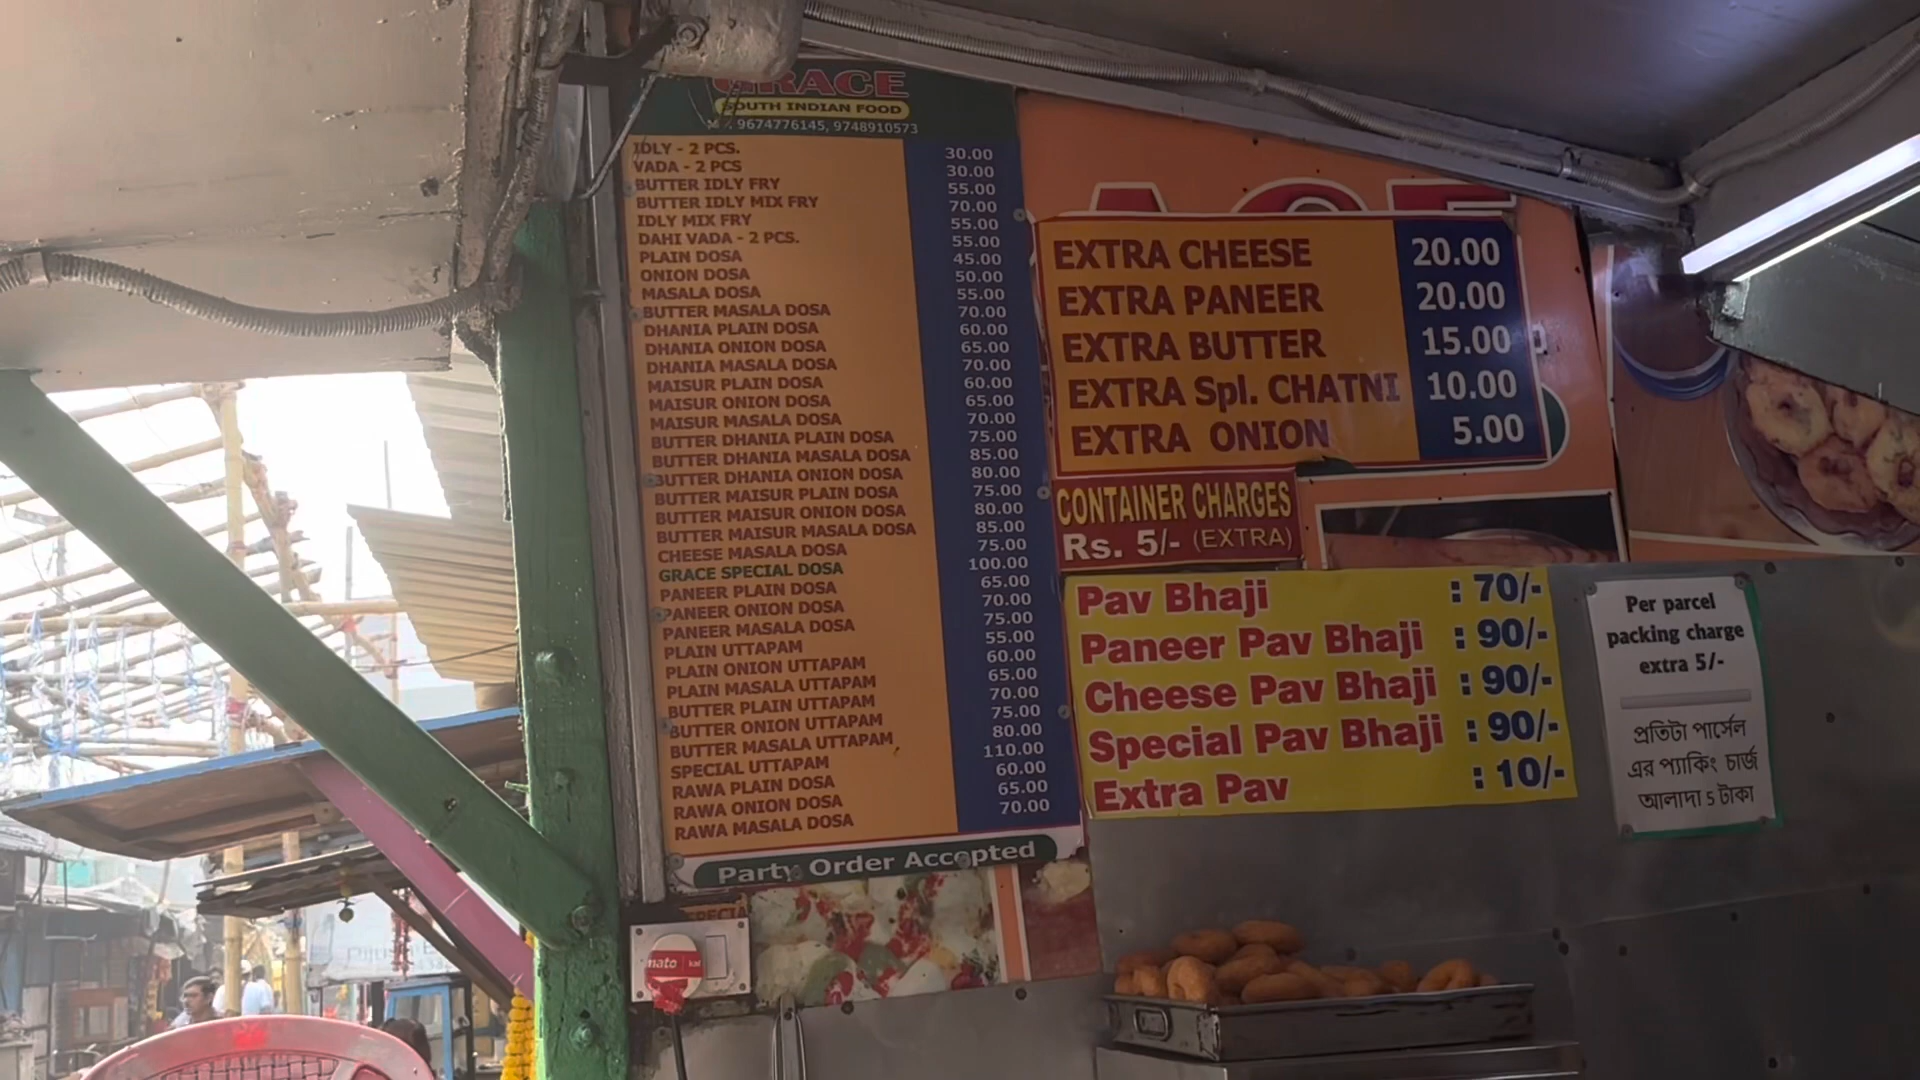 GRACE
SOUTH INDIAN FOOD
9674776145, 9748910573
IDLY - 2 PCS. 30.00
VADA - 2 PCS 30.00
BUTTER IDLY FRY 55.00
BUTTER IDLY MIX FRY 70.00
IDLY MIX FRY 55.00
DAHI VADA - 2 PCS. 55.00
PLAIN DOSA 45.00
ONION DOSA 50.00
MASALA DOSA 55.00
BUTTER MASALA DOSA 70.00
DHANIA PLAIN DOSA 60.00
DHANIA ONION DOSA 65.00
DHANIA MASALA DOSA 70.00
MAISUR PLAIN DOSA 60.00
MAISUR ONION DOSA 65.00
MAISUR MASALA DOSA 70.00
BUTTER DHANIA PLAIN DOSA 75.00
BUTTER DHANIA MASALA DOSA 85.00
BUTTER DHANIA ONION DOSA 80.00
BUTTER MAISUR PLAIN DOSA 75.00
BUTTER MAISUR ONION DOSA 80.00
BUTTER MAISUR MASALA DOSA 85.00
CHEESE MASALA DOSA 75.00
GRACE SPECIAL DOSA 100.00
PANEER PLAIN DOSA 65.00
PANEER ONION DOSA 70.00
PANEER MASALA DOSA 75.00
PLAIN UTTAPAM 55.00
PLAIN ONION UTTAPAM 60.00
PLAIN MASALA UTTAPAM 65.00
BUTTER PLAIN UTTAPAM 70.00
BUTTER ONION UTTAPAM 75.00
BUTTER MASALA UTTAPAM 80.00
SPECIAL UTTAPAM 110.00
RAWA PLAIN DOSA 60.00
RAWA ONION DOSA 65.00
RAWA MASALA DOSA 70.00
Party Order Accepted
EXTRA CHEESE 20.00
EXTRA PANEER 20.00
EXTRA BUTTER 15.00
EXTRA Spl. CHATNI 10.00
EXTRA ONION 5.00
CONTAINER CHARGES
Rs. 5/- (EXTRA)
Pav Bhaji : 70/-
Paneer Pav Bhaji : 90/-
Cheese Pav Bhaji : 90/-
Special Pav Bhaji : 90/-
Extra Pav : 10/-
Per parcel
packing charge
extra 5/-
প্রতিটা পার্সেল
এর প্যাকিং চার্জ
আলাদা 5 টাকা